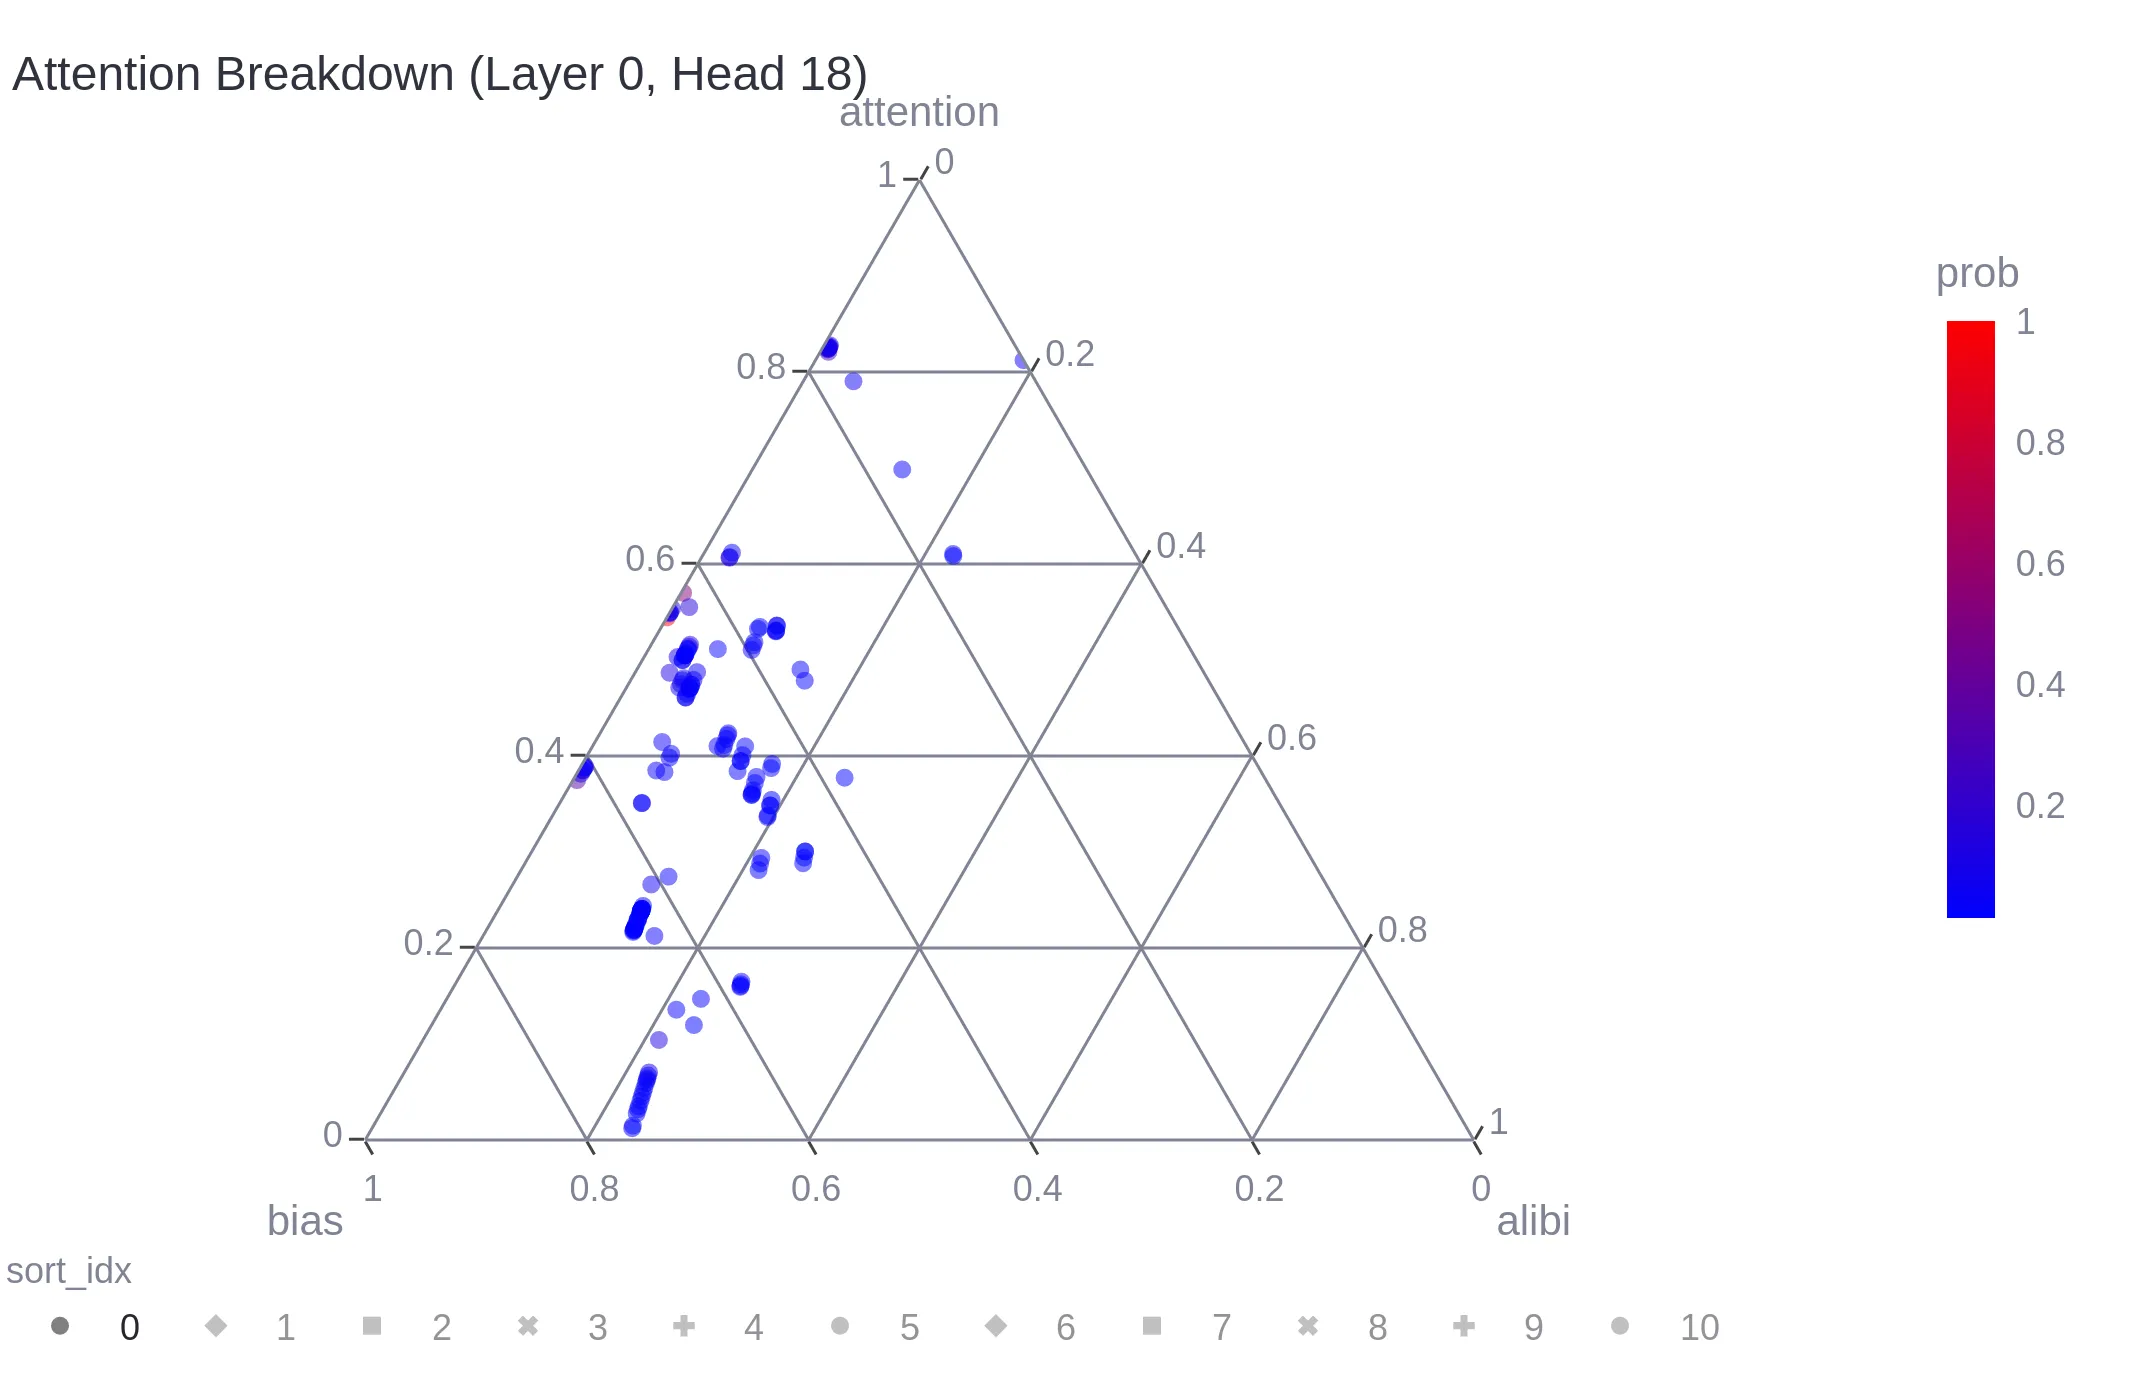 Attention Breakdown (Layer 0, Head 18)
attention
1 0
prob
1
0.8 0.2
0.8
0.6 0.4
0.6
0.4 0.6
0.4
0.2 0.8
0.2
0 1
1 0.8 0.6 0.4 0.2 0
bias alibi
sort_idx
0 1 2 3 4 5 6 7 8 9 10